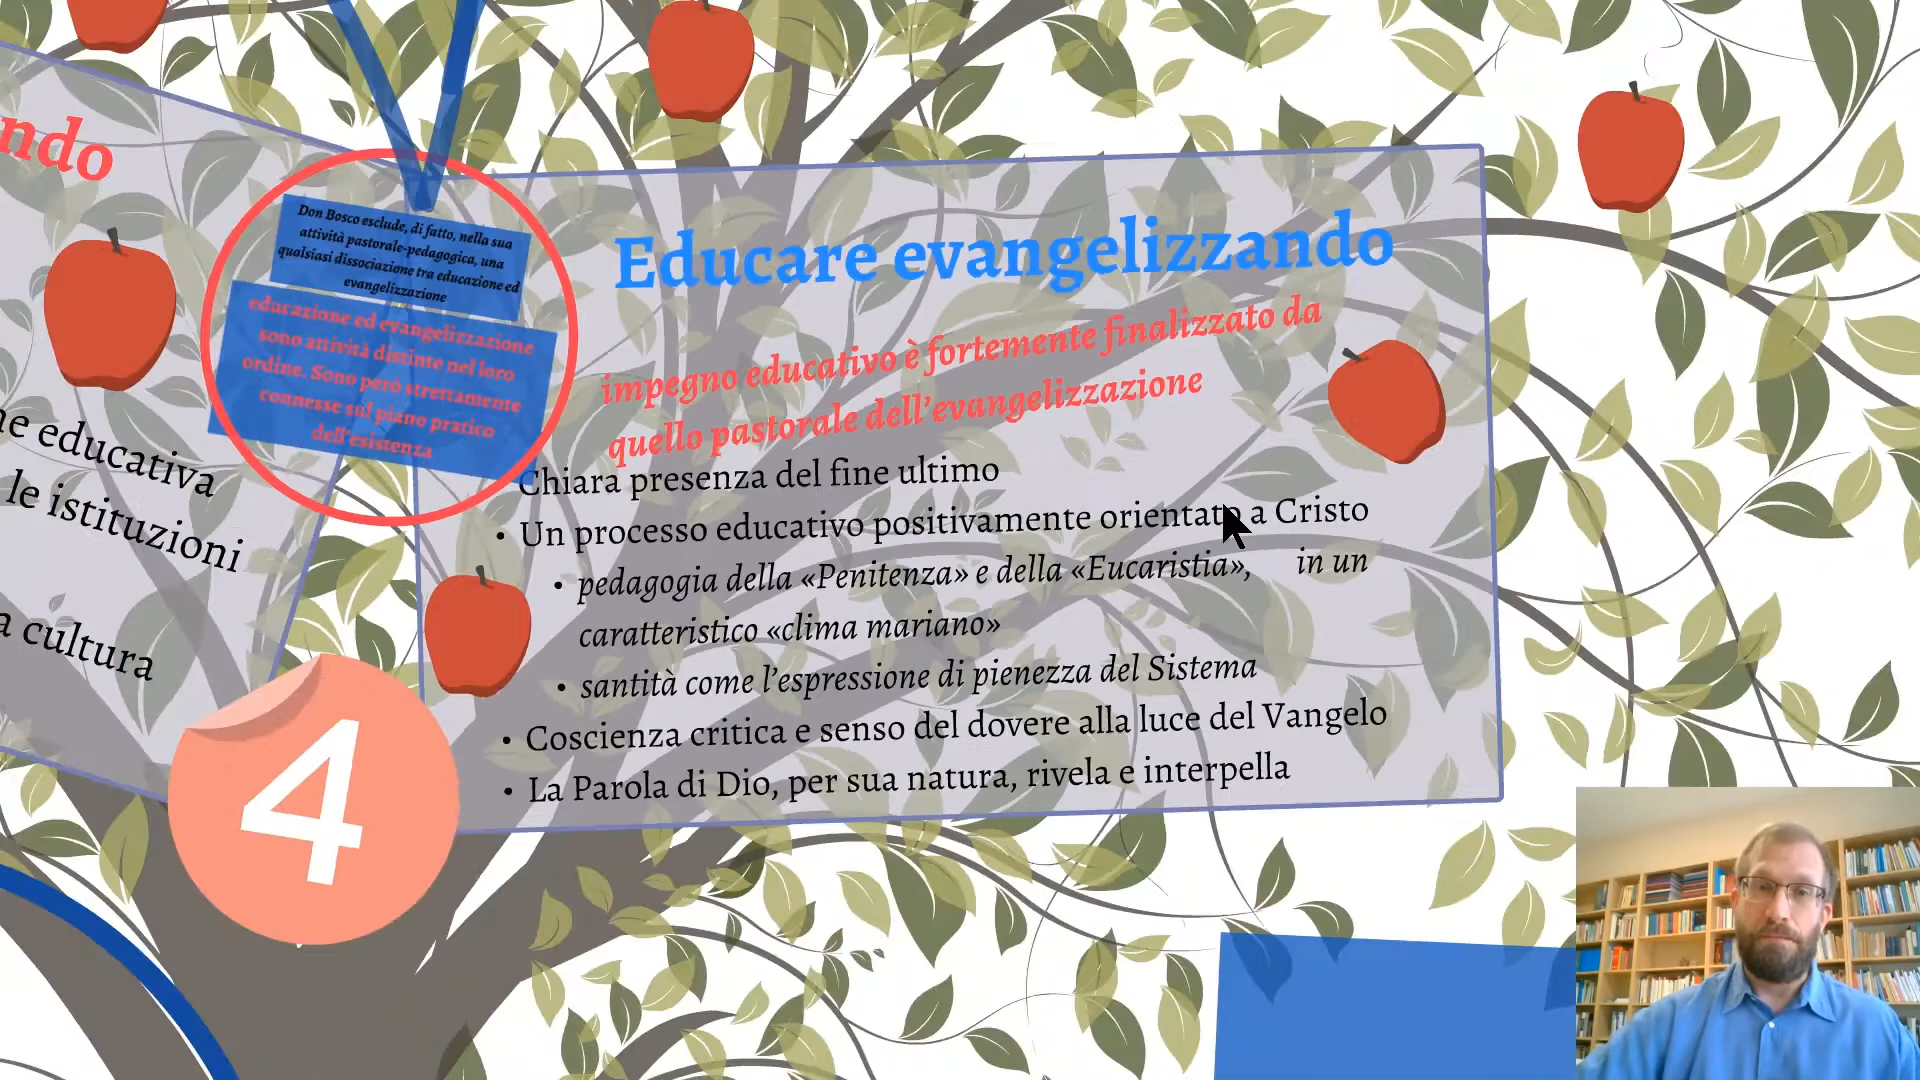 ndo
ne educativa
le istituzioni
a cultura
Don Bosco esclude, di fatto, nella sua
attività pastorale-pedagogica, una
qualsiasi dissociazione tra educazione ed
evangelizzazione
educazione ed evangelizzazione
sono attività distinte nel loro
ordine. Sono però strettamente
connesse sul piano pratico
dell'esistenza
4
Educare evangelizzando
impegno educativo è fortemente finalizzato da
quello pastorale dell'evangelizzazione
Chiara presenza del fine ultimo
• Un processo educativo positivamente orientato a Cristo
• pedagogia della «Penitenza» e della «Eucaristia», in un
caratteristico «clima mariano»
• santità come l'espressione di pienezza del Sistema
• Coscienza critica e senso del dovere alla luce del Vangelo
• La Parola di Dio, per sua natura, rivela e interpella